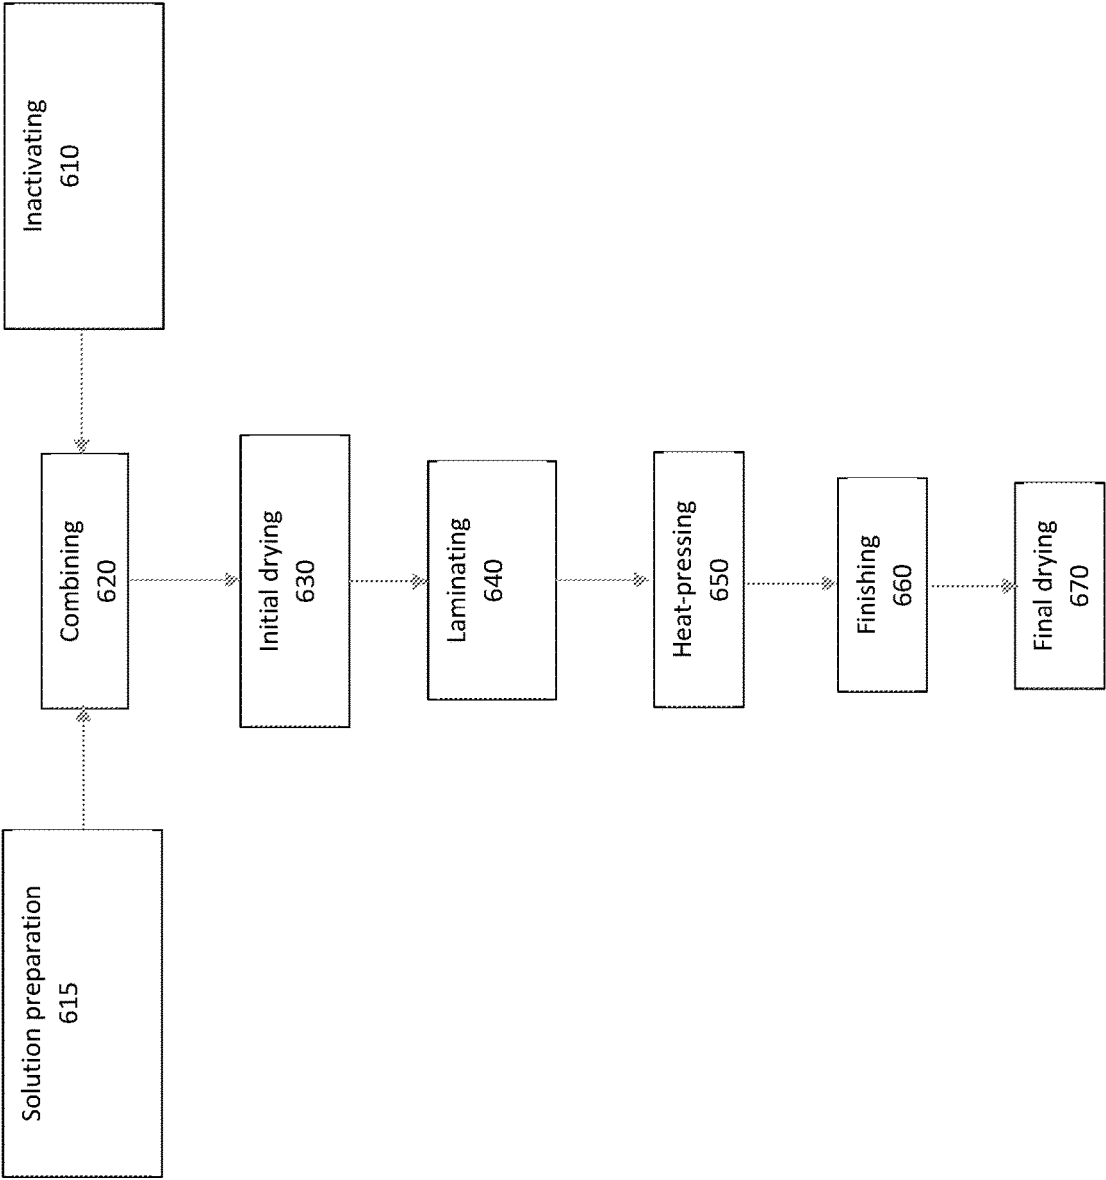 Solution preparation
615
Inactivating
610
Combining
620
Initial drying
630
Laminating
640
Heat-pressing
650
Finishing
660
Final drying
670